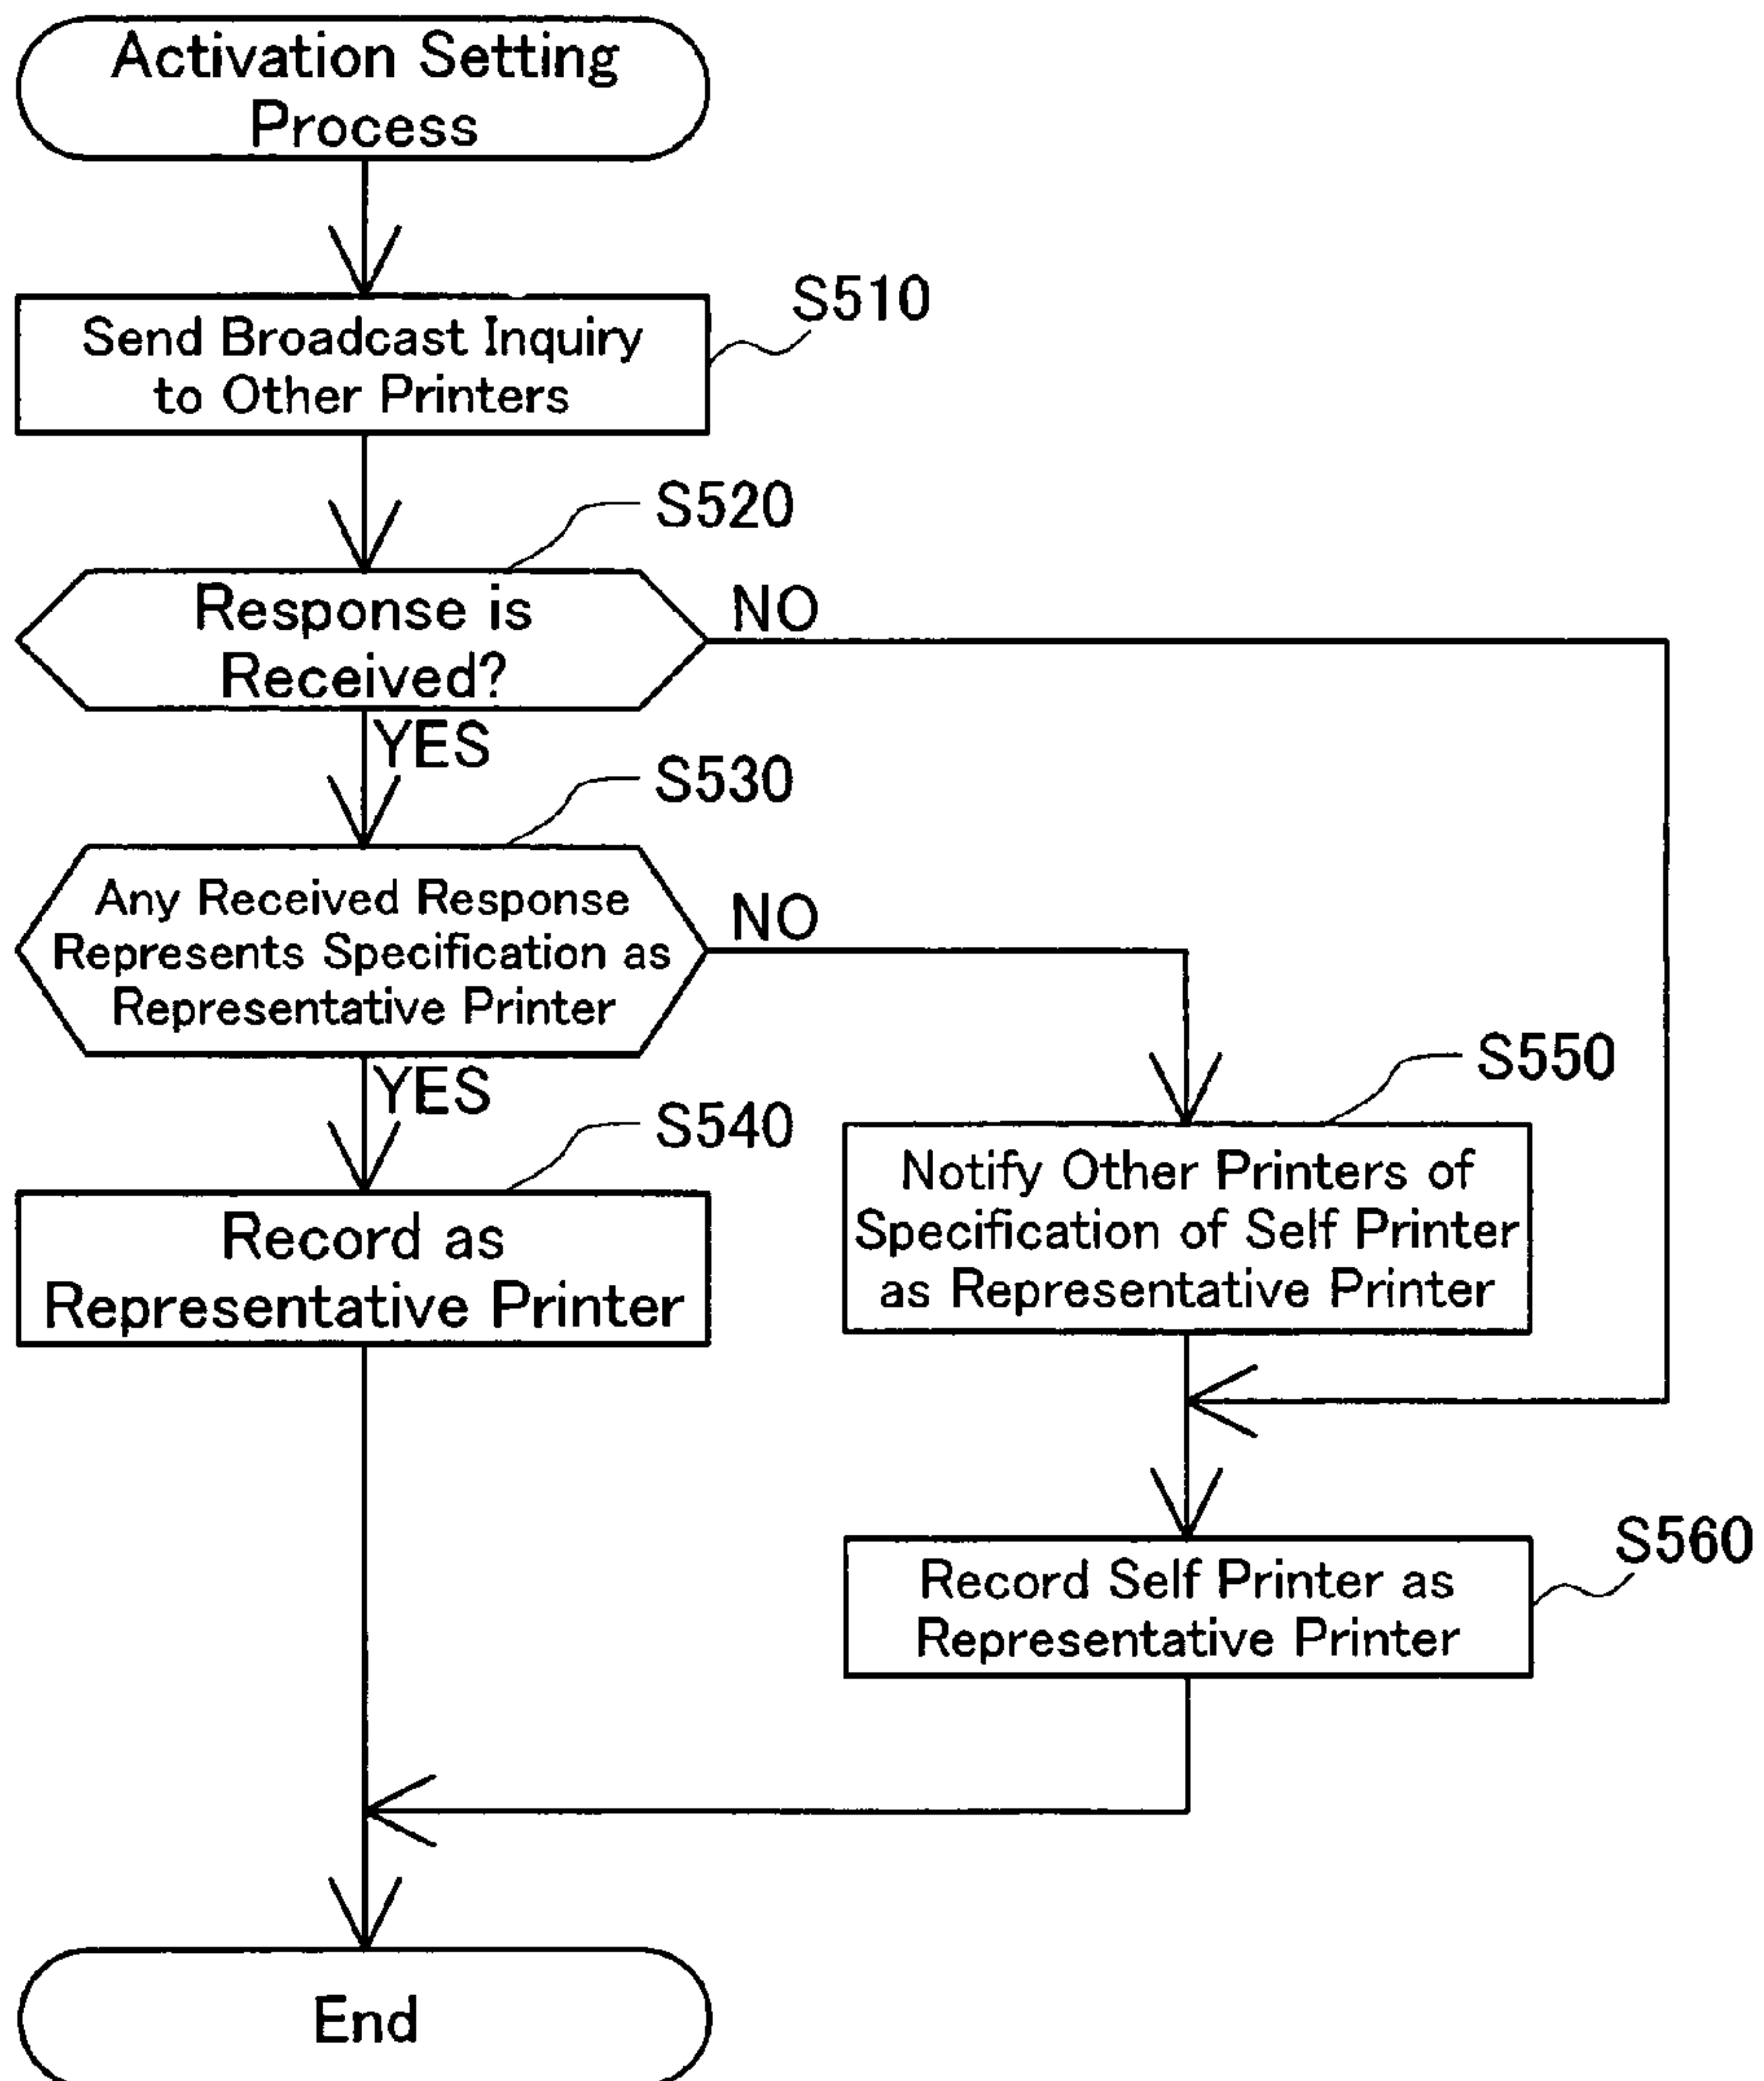 Activation Setting
Process
S510
Send Broadcast Inquiry
to Other Printers
S520
Response is
Received?
NO
YES
S530
Any Received Response
Represents Specification as
Representative Printer
NO
YES
S540
Record as
Representative Printer
S550
Notify Other Printers of
Specification of Self Printer
as Representative Printer
S560
Record Self Printer as
Representative Printer
End